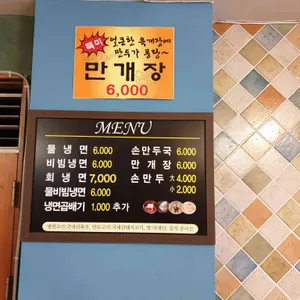 특미
얼큰한 육개장에
만두가 퐁당~
만개장
6,000
MENU
물냉면 6.000
비빔냉면 6.000
회냉면 7,000
물비빔냉면 6.000
냉면곱배기 1.000 추가
손만두국 6.000
만개장 6.000
손만두 大 4.000
小 2.000